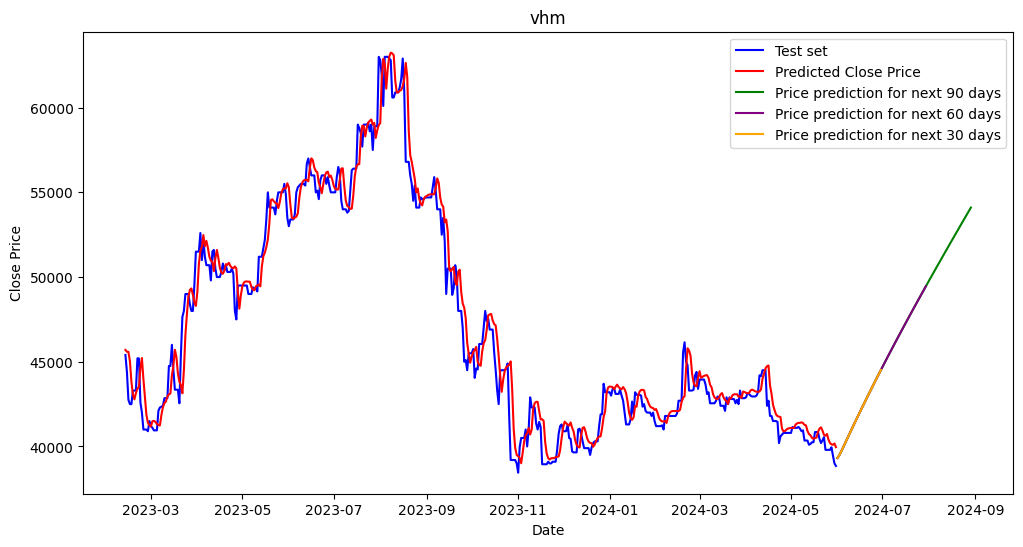 vhm
Test set
Predicted Close Price
Price prediction for next 90 days
Price prediction for next 60 days
Price prediction for next 30 days
Close Price
60000
55000
50000
45000
40000
2023-03 2023-05 2023-07 2023-09 2023-11 2024-01 2024-03 2024-05 2024-07 2024-09
Date